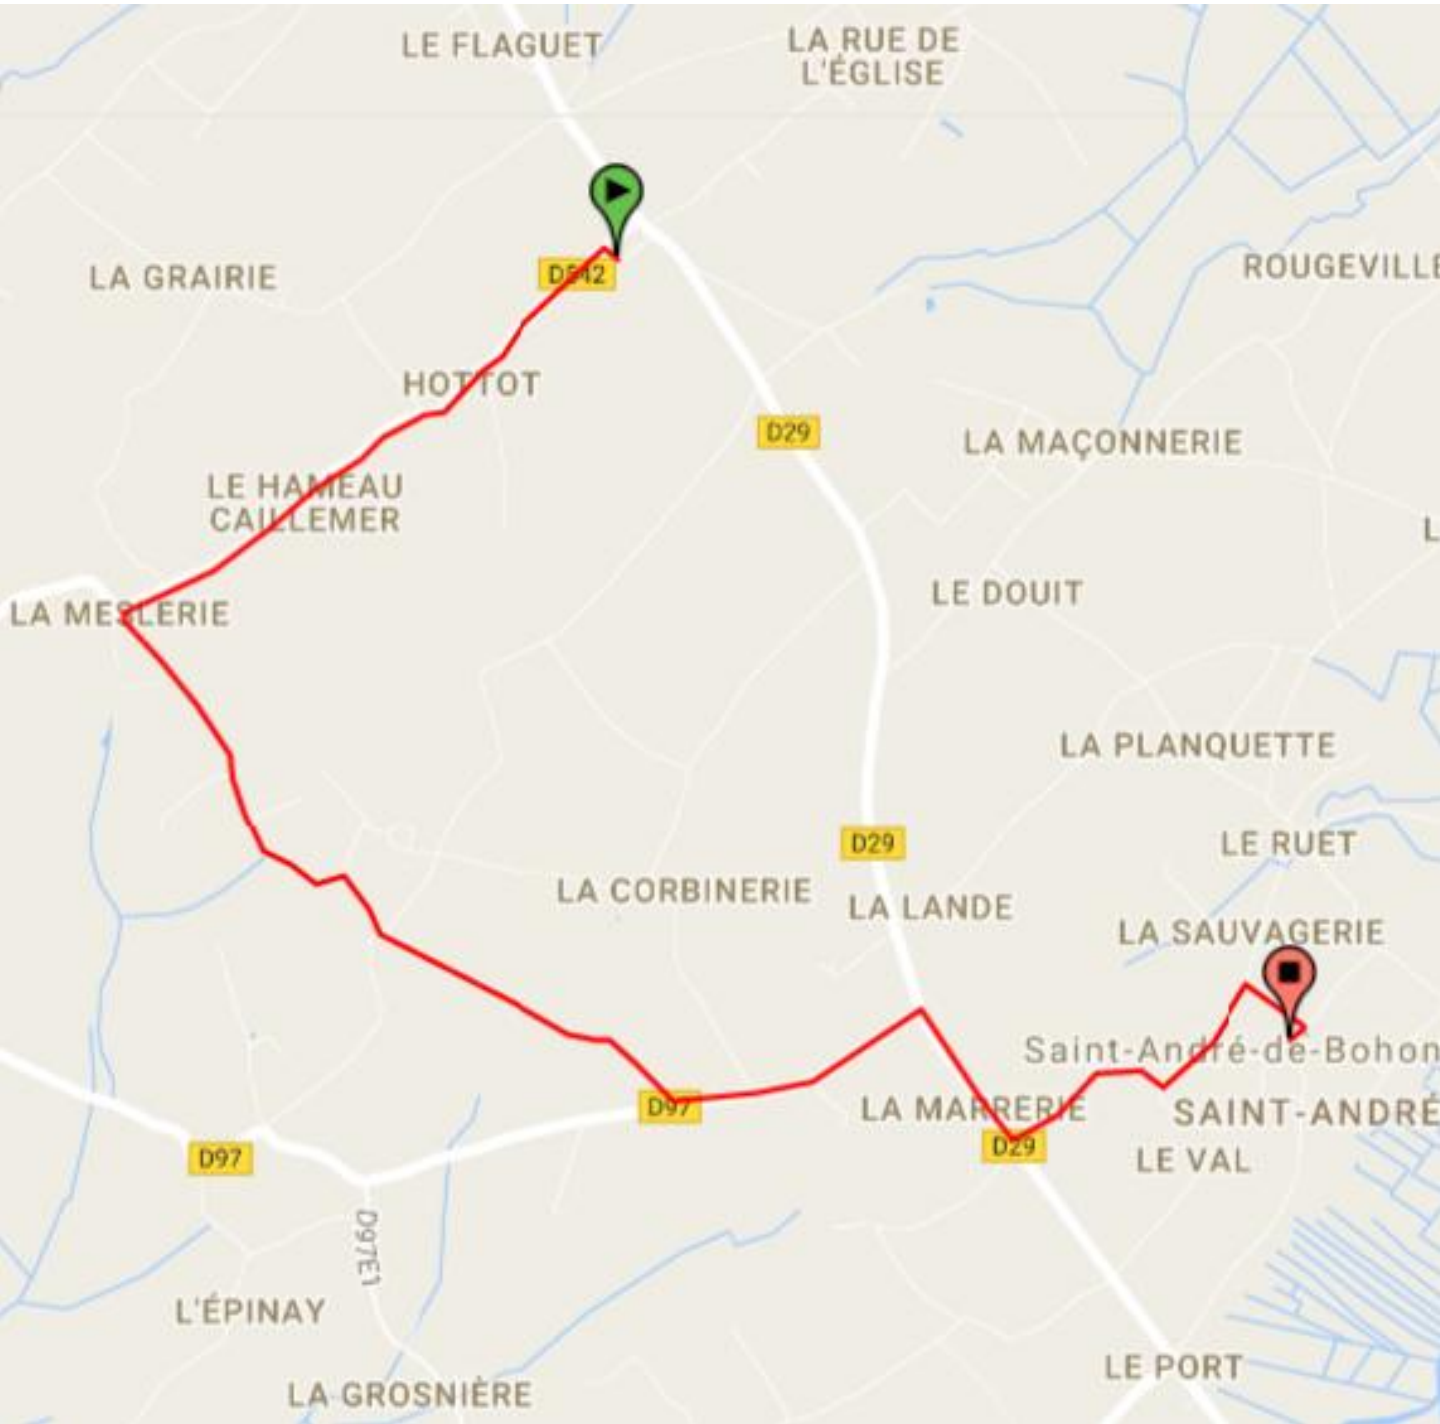 LE FLAGUET
LA RUE DE
L'ÉGLISE
LA GRAIRIE
D542
ROUGEVILLE
HOTTOT
D29
LA MAÇONNERIE
LE HAMEAU
CAILLEMER
L
LE DOUIT
LA MESLERIE
LA PLANQUETTE
D29
LE RUET
LA CORBINERIE
LA LANDE
LA SAUVAGERIE
Saint-André-de-Bohon
D97
LA MARRERIE
SAINT-ANDRÉ
D29
D97
LE VAL
D97E1
L'ÉPINAY
LE PORT
LA GROSNIÈRE